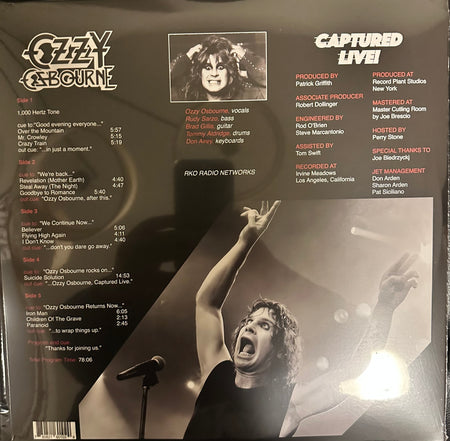 OZZY
OSBOURNE
Side 1
1,000 Hertz Tone
cue to: "Good evening everyone..."
Over the Mountain 5:57
Mr. Crowley 5:15
Crazy Train 5:19
out cue: "...in just a moment."
Side 2
cue to: "We're back..."
Revelation (Mother Earth) 4:40
Steal Away (The Night) 4:47
Goodbye to Romance 5:40
out cue: "...Ozzy Osbourne, after this."
Side 3
cue to: "We Continue Now..."
Believer 5:06
Flying High Again 4:11
I Don't Know 4:40
out cue: "...don't you dare go away."
Side 4
cue to: "Ozzy Osbourne rocks on..."
Suicide Solution 14:53
out cue: "...Ozzy Osbourne, Captured Live."
Side 5
cue to: "Ozzy Osbourne Returns Now..."
Iron Man 6:05
Children Of The Grave 2:13
Paranoid 2:45
out cue: "...to wrap things up."
Program end cue
"Thanks for joining us."
Total Program Time: 78:06
Ozzy Osbourne, vocals
Rudy Sarzo, bass
Brad Gillis, guitar
Tommy Aldridge, drums
Don Airey, keyboards
RKO RADIO NETWORKS
CAPTURED
LIVE!
PRODUCED BY
Patrick Griffith
ASSOCIATE PRODUCER
Robert Dollinger
ENGINEERED BY
Rod O'Brien
Steve Marcantonio
ASSISTED BY
Tom Swift
RECORDED AT
Irvine Meadows
Los Angeles, California
PRODUCED AT
Record Plant Studios
New York
MASTERED AT
Master Cutting Room
by Joe Brescio
HOSTED BY
Perry Stone
SPECIAL THANKS TO
Joe Biedrzyckj
JET MANAGEMENT
Don Arden
Sharon Arden
Pat Siciliano